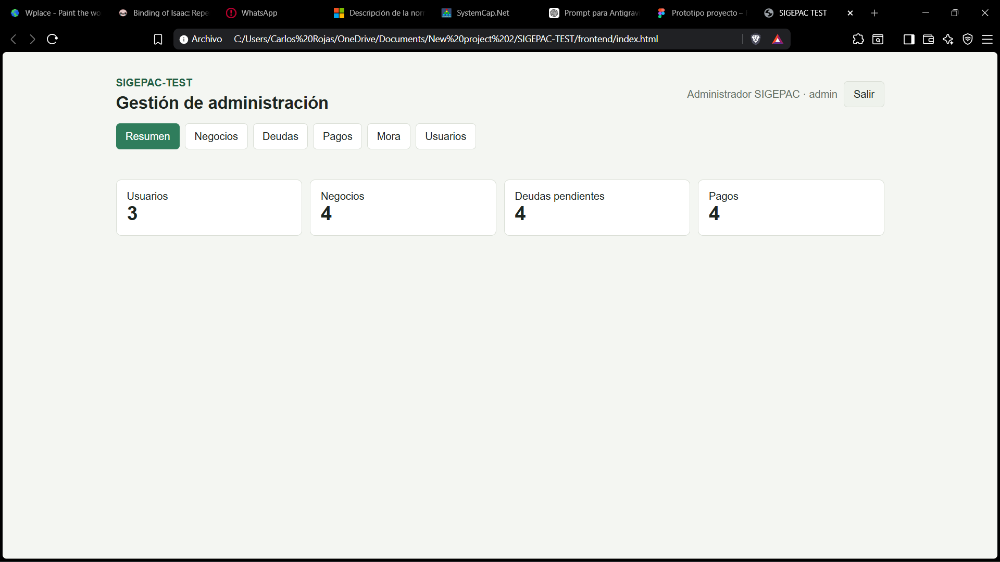 Wplace - Paint the wo
Binding of Isaac: Repe
WhatsApp
Descripción de la nor
SystemCap.Net
Prompt para Antigrav
Prototipo proyecto –
SIGEPAC TEST
Archivo C:/Users/Carlos%20Rojas/OneDrive/Documents/New%20project%202/SIGEPAC-TEST/frontend/index.html
SIGEPAC-TEST
Gestión de administración
Administrador SIGEPAC · admin
Salir
Resumen
Negocios
Deudas
Pagos
Mora
Usuarios
Usuarios
3
Negocios
4
Deudas pendientes
4
Pagos
4